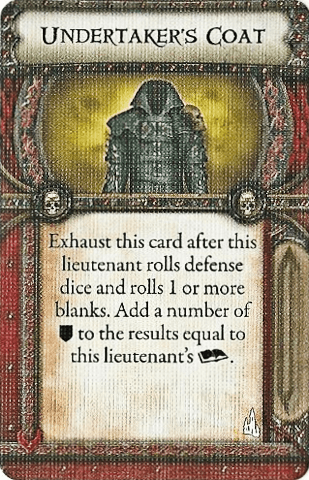 Undertaker's Coat
Exhaust this card after this
lieutenant rolls defense
dice and rolls 1 or more
blanks. Add a number of
to the results equal to
this lieutenant's .